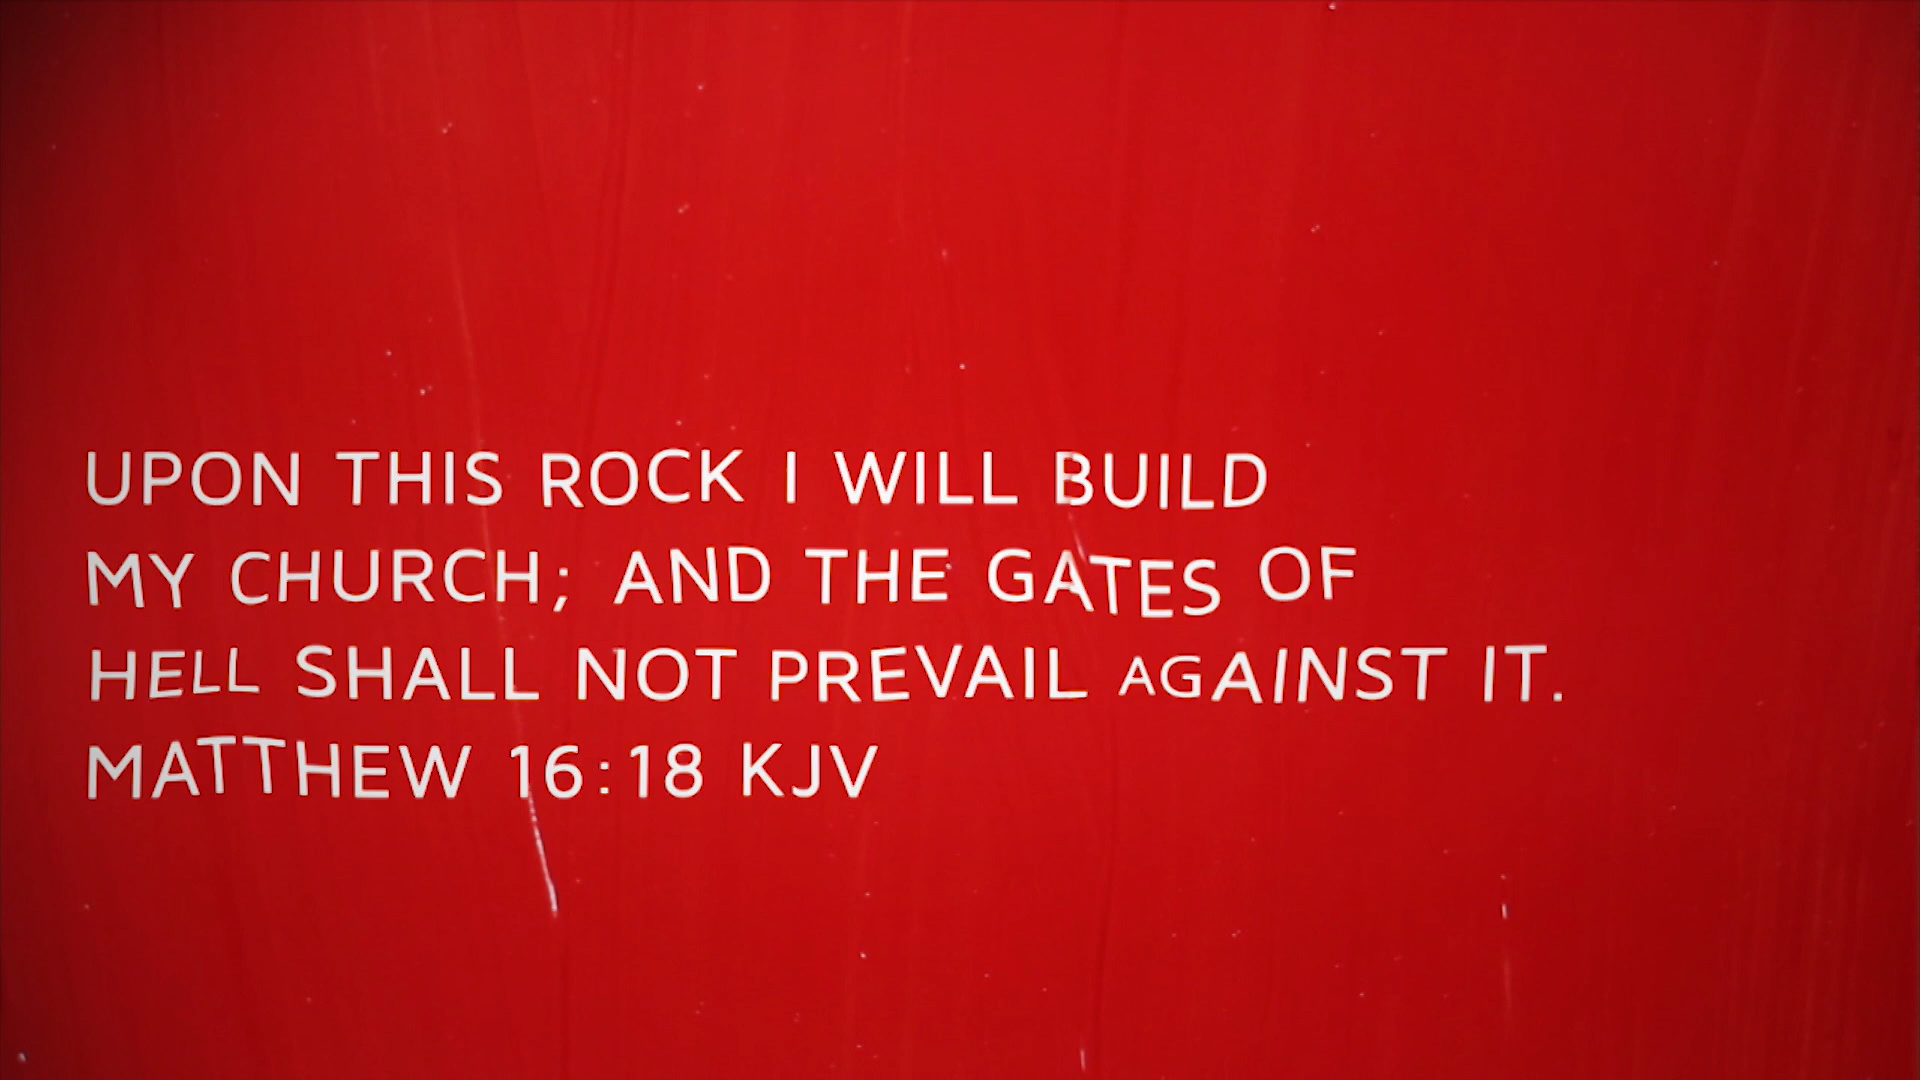 UPON THIS ROCK I WILL BUILD
MY CHURCH; AND THE GATES OF
HELL SHALL NOT PREVAIL AGAINST IT.
MATTHEW 16:18 KJV